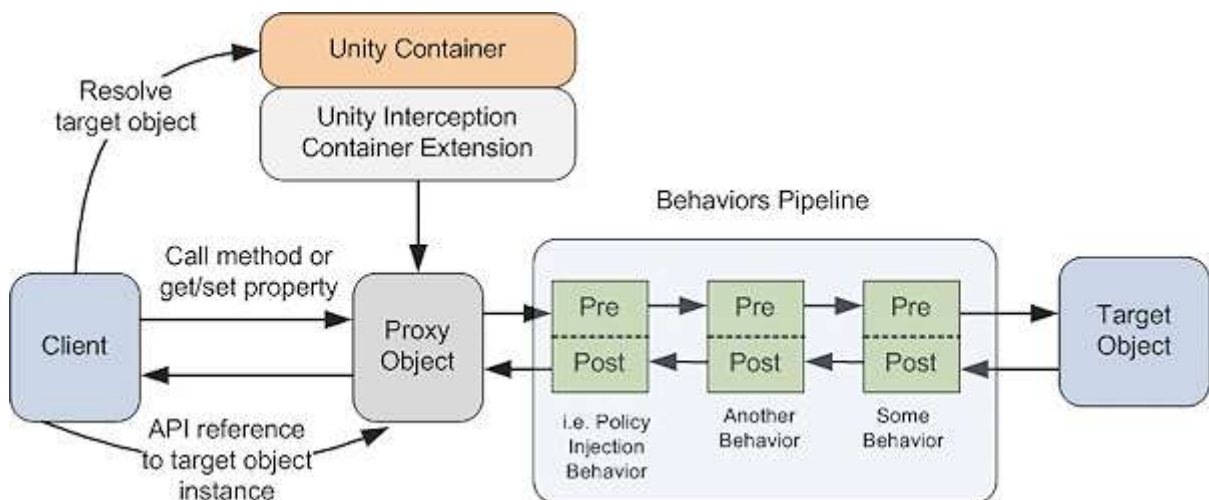 Unity Container
Resolve
target object
Unity Interception
Container Extension
Behaviors Pipeline
Call method or
get/set property
Client
Proxy
Object
Pre
Post
Pre
Post
Pre
Post
Target
Object
i.e. Policy
Injection
Behavior
Another
Behavior
Some
Behavior
API reference
to target object
instance